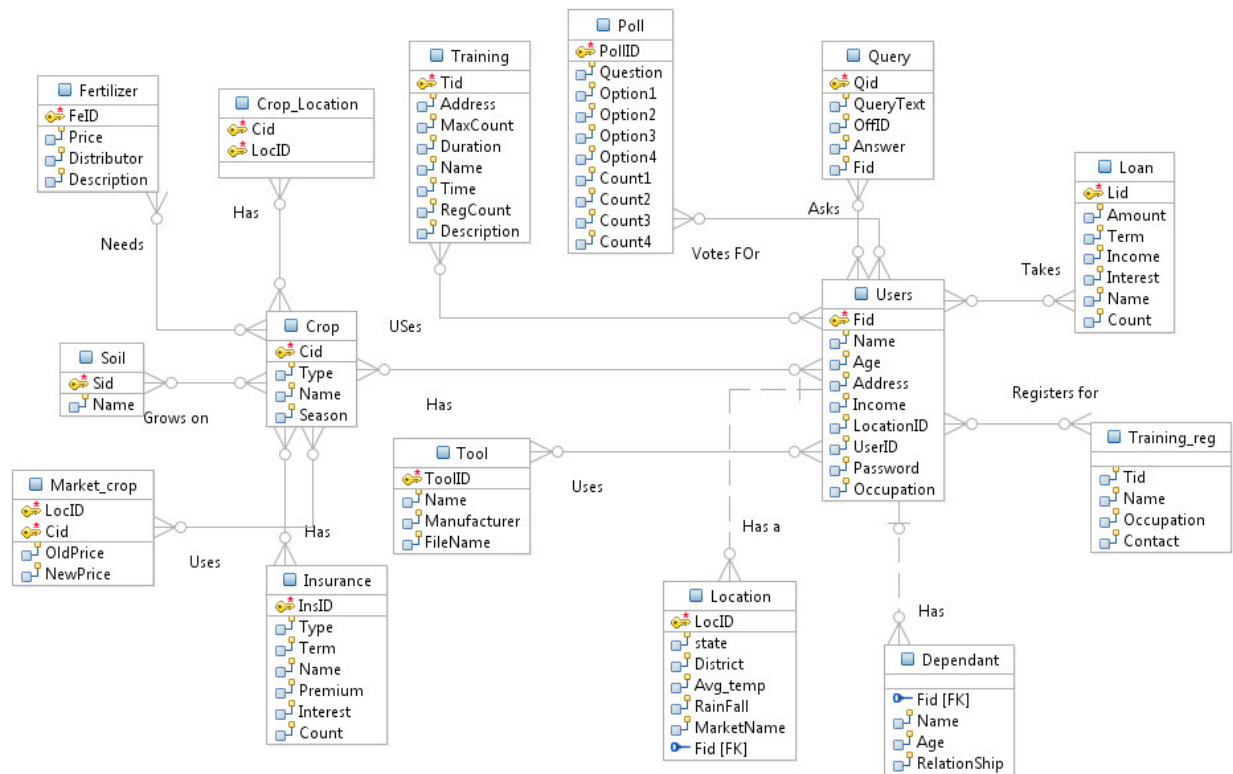 Poll
PollID
Question
Option1
Option2
Option3
Option4
Count1
Count2
Count3
Count4
Training
Tid
Address
MaxCount
Duration
Name
Time
RegCount
Description
Query
Qid
QueryText
OffID
Answer
Fid
Fertilizer
FeID
Price
Distributor
Description
Crop_Location
Cid
LocID
Loan
Lid
Amount
Term
Income
Interest
Name
Count
Has
Needs
Asks
Votes FOr
Takes
USes
Users
Fid
Name
Age
Address
Income
LocationID
UserID
Password
Occupation
Crop
Cid
Type
Name
Season
Soil
Sid
Name
Grows on
Has
Registers for
Training_reg
Tid
Name
Occupation
Contact
Tool
ToolID
Name
Manufacturer
FileName
Uses
Market_crop
LocID
Cid
OldPrice
NewPrice
Uses
Has
Has a
Insurance
InsID
Type
Term
Name
Premium
Interest
Count
Location
LocID
state
District
Avg_temp
RainFall
MarketName
Fid [FK]
Has
Dependant
Fid [FK]
Name
Age
RelationShip